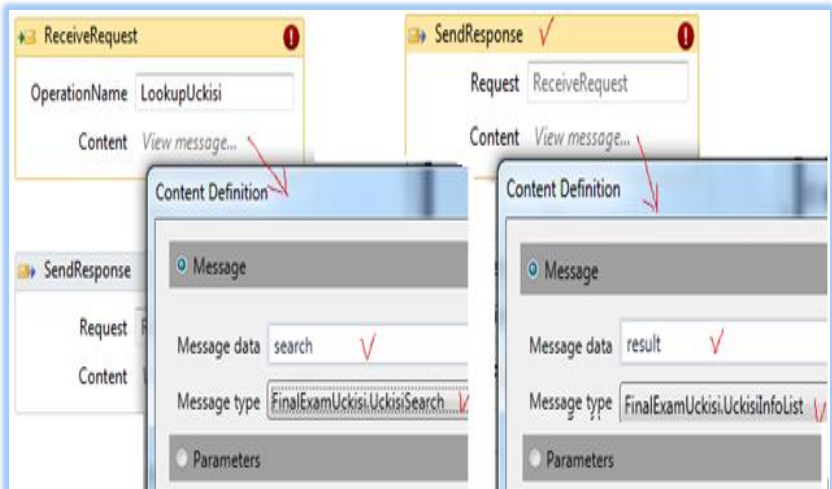 ReceiveRequest
OperationName LookupUckisi
Content View message...
SendResponse
Request ReceiveRequest
Content View message...
Content Definition
Message
Message data search
Message type FinalExamUckisi.UckisiSearch
Parameters
Content Definition
Message
Message data result
Message type FinalExamUckisi.UckisiInfoList
Parameters
SendResponse
Request
Content